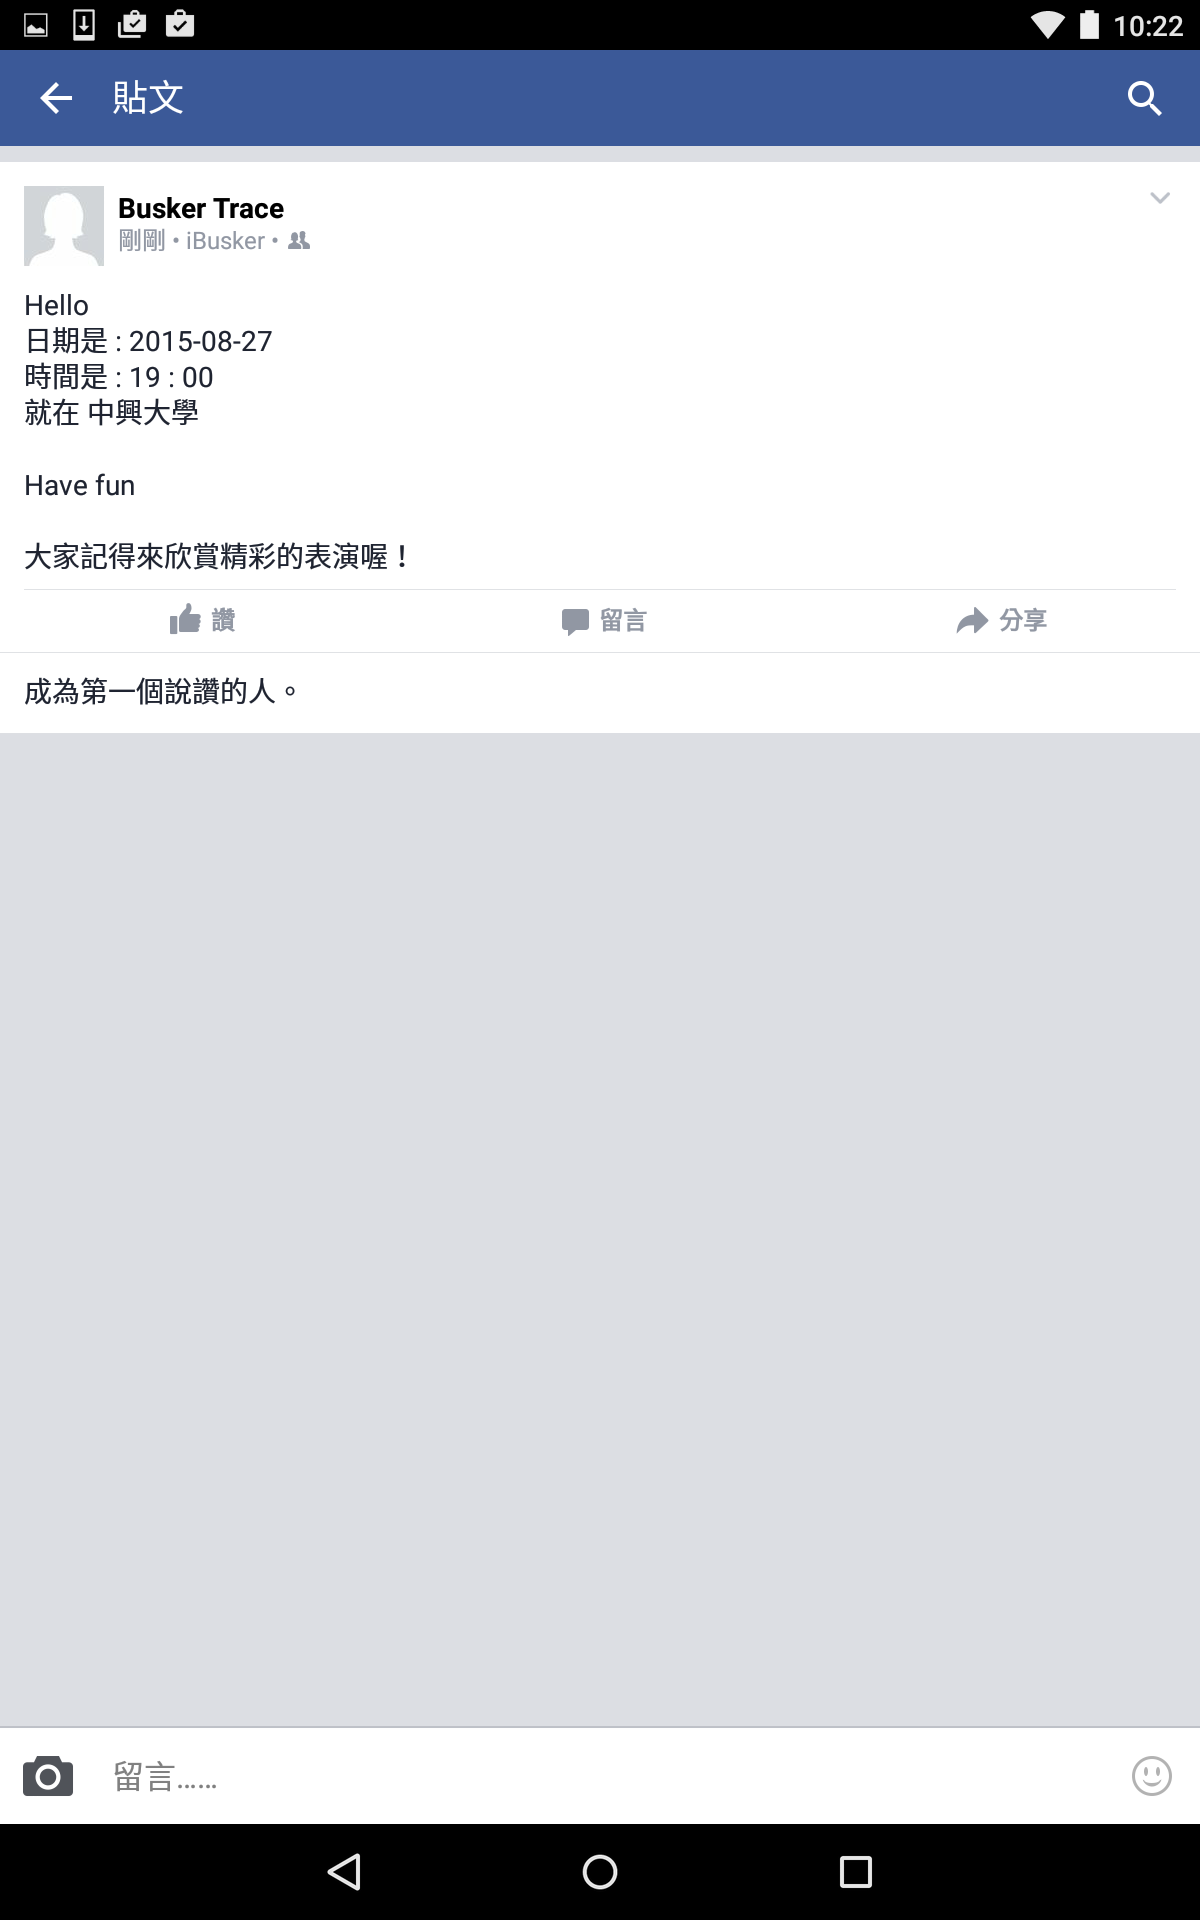 10:22
貼文
Busker Trace
剛剛 • iBusker •
Hello
日期是 : 2015-08-27
時間是 : 19 : 00
就在 中興大學
Have fun
大家記得來欣賞精彩的表演喔！
讚 留言 分享
成為第一個說讚的人。
留言……